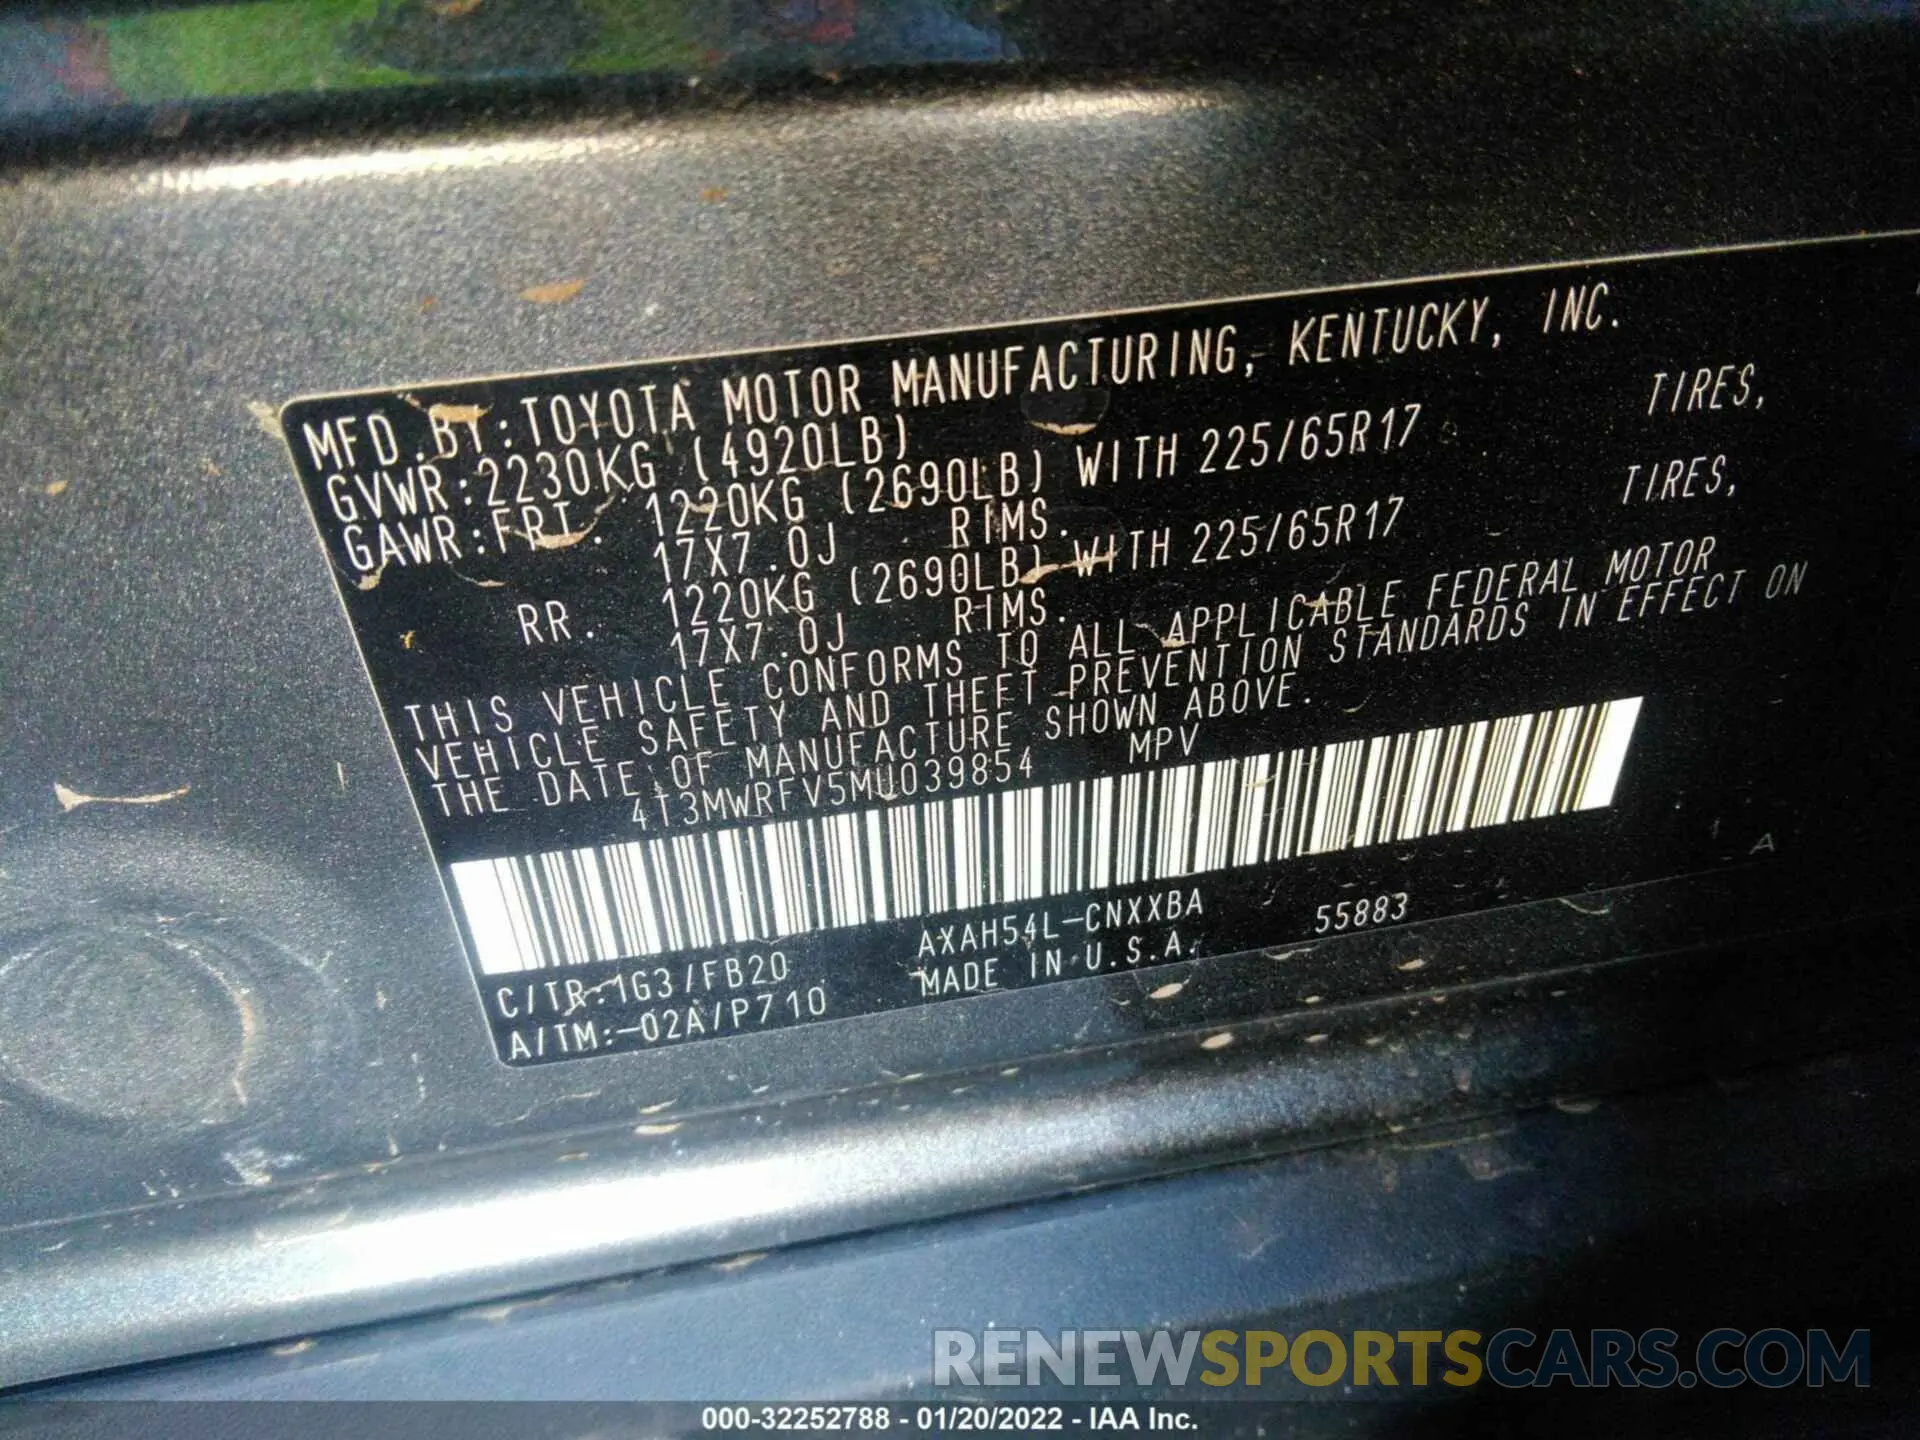 MFD.BY:TOYOTA MOTOR MANUFACTURING, KENTUCKY, INC.
GVWR:2230KG (4920LB)
GAWR:FRT. 1220KG (2690LB) WITH 225/65R17 TIRES,
17X7.0J RIMS.
RR. 1220KG (2690LB) WITH 225/65R17 TIRES,
17X7.0J RIMS.
THIS VEHICLE CONFORMS TO ALL APPLICABLE FEDERAL MOTOR
VEHICLE SAFETY AND THEFT PREVENTION STANDARDS IN EFFECT ON
THE DATE OF MANUFACTURE SHOWN ABOVE.
4T3MWRFV5MU039854 MPV
C/TR:1G3/FB20 AXAH54L-CNXXBA 55883
A/TM:-02A/P710 MADE IN U.S.A.
A
RENEWSPORTSCARS.COM
000-32252788 - 01/20/2022 - IAA Inc.